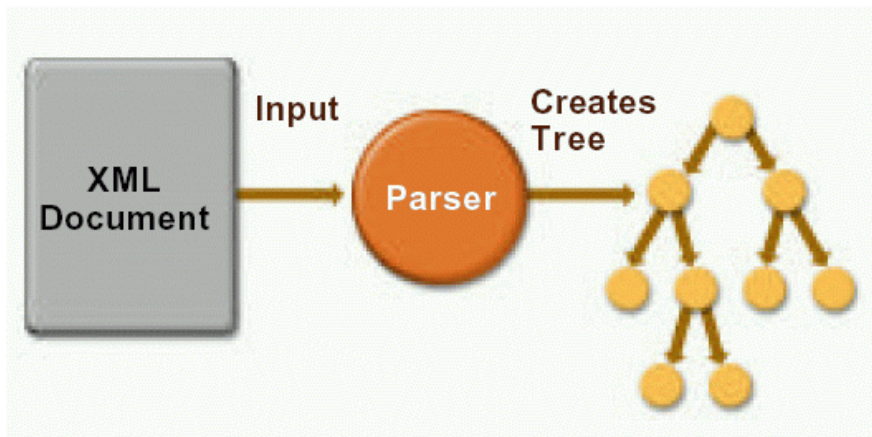 XML
Document
Input
Parser
Creates
Tree